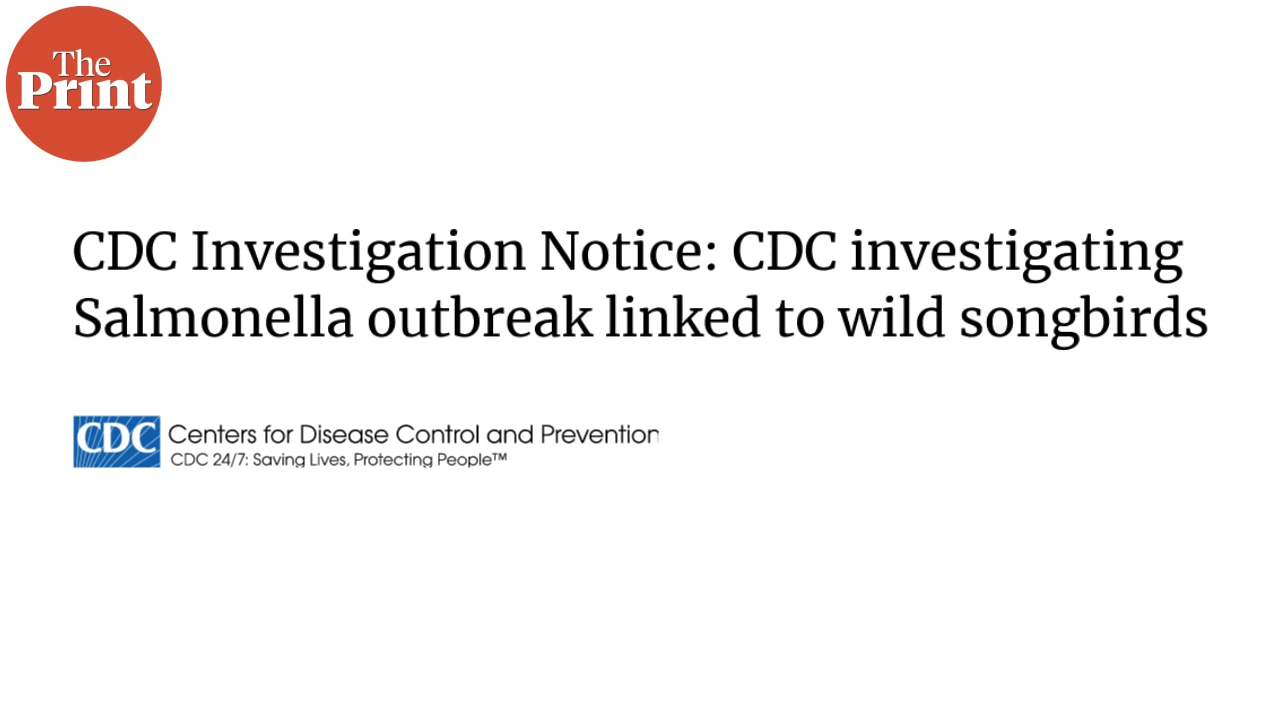 The
Print
CDC Investigation Notice: CDC investigating
Salmonella outbreak linked to wild songbirds
CDC Centers for Disease Control and Prevention
CDC 24/7: Saving Lives, Protecting People™